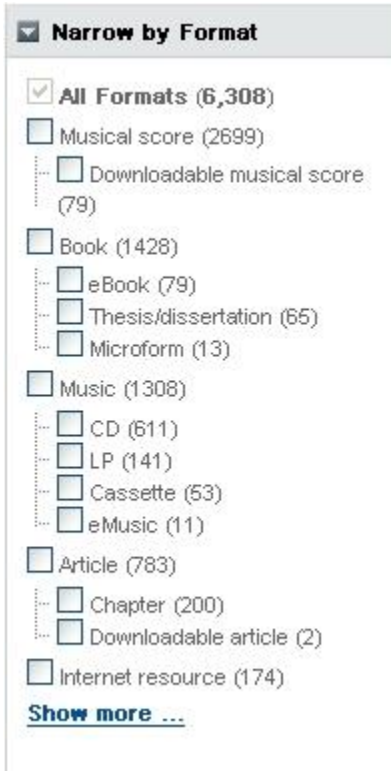 Narrow by Format
All Formats (6,308)
Musical score (2699)
Downloadable musical score
(79)
Book (1428)
eBook (79)
Thesis/dissertation (65)
Microform (13)
Music (1308)
CD (611)
LP (141)
Cassette (53)
eMusic (11)
Article (783)
Chapter (200)
Downloadable article (2)
Internet resource (174)
Show more ...